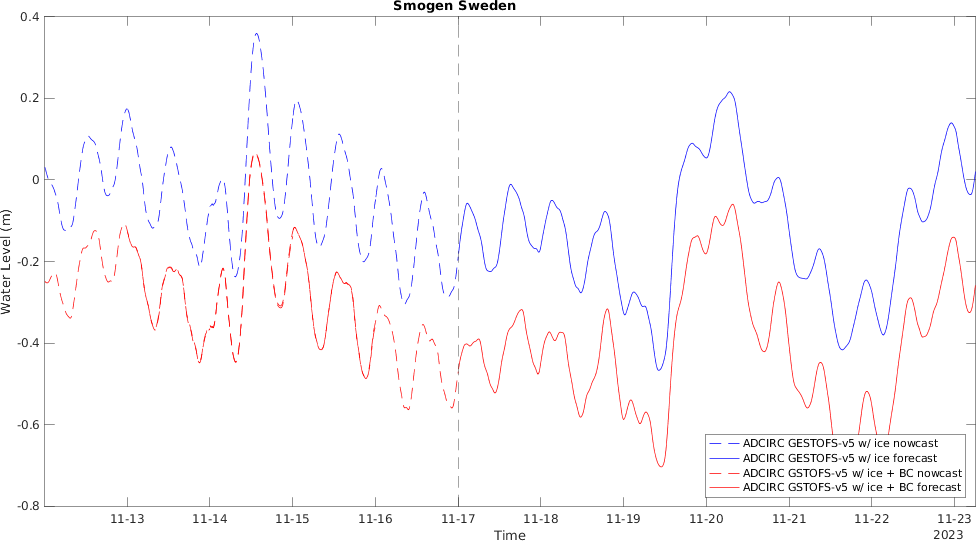 Smogen Sweden
0.4
0.2
0
-0.2
-0.4
-0.6
-0.8
Water Level (m)
ADCIRC GESTOFS-v5 w/ ice nowcast
ADCIRC GESTOFS-v5 w/ ice forecast
ADCIRC GSTOFS-v5 w/ ice + BC nowcast
ADCIRC GSTOFS-v5 w/ ice + BC forecast
11-13 11-14 11-15 11-16 11-17 11-18 11-19 11-20 11-21 11-22 11-23
Time
2023